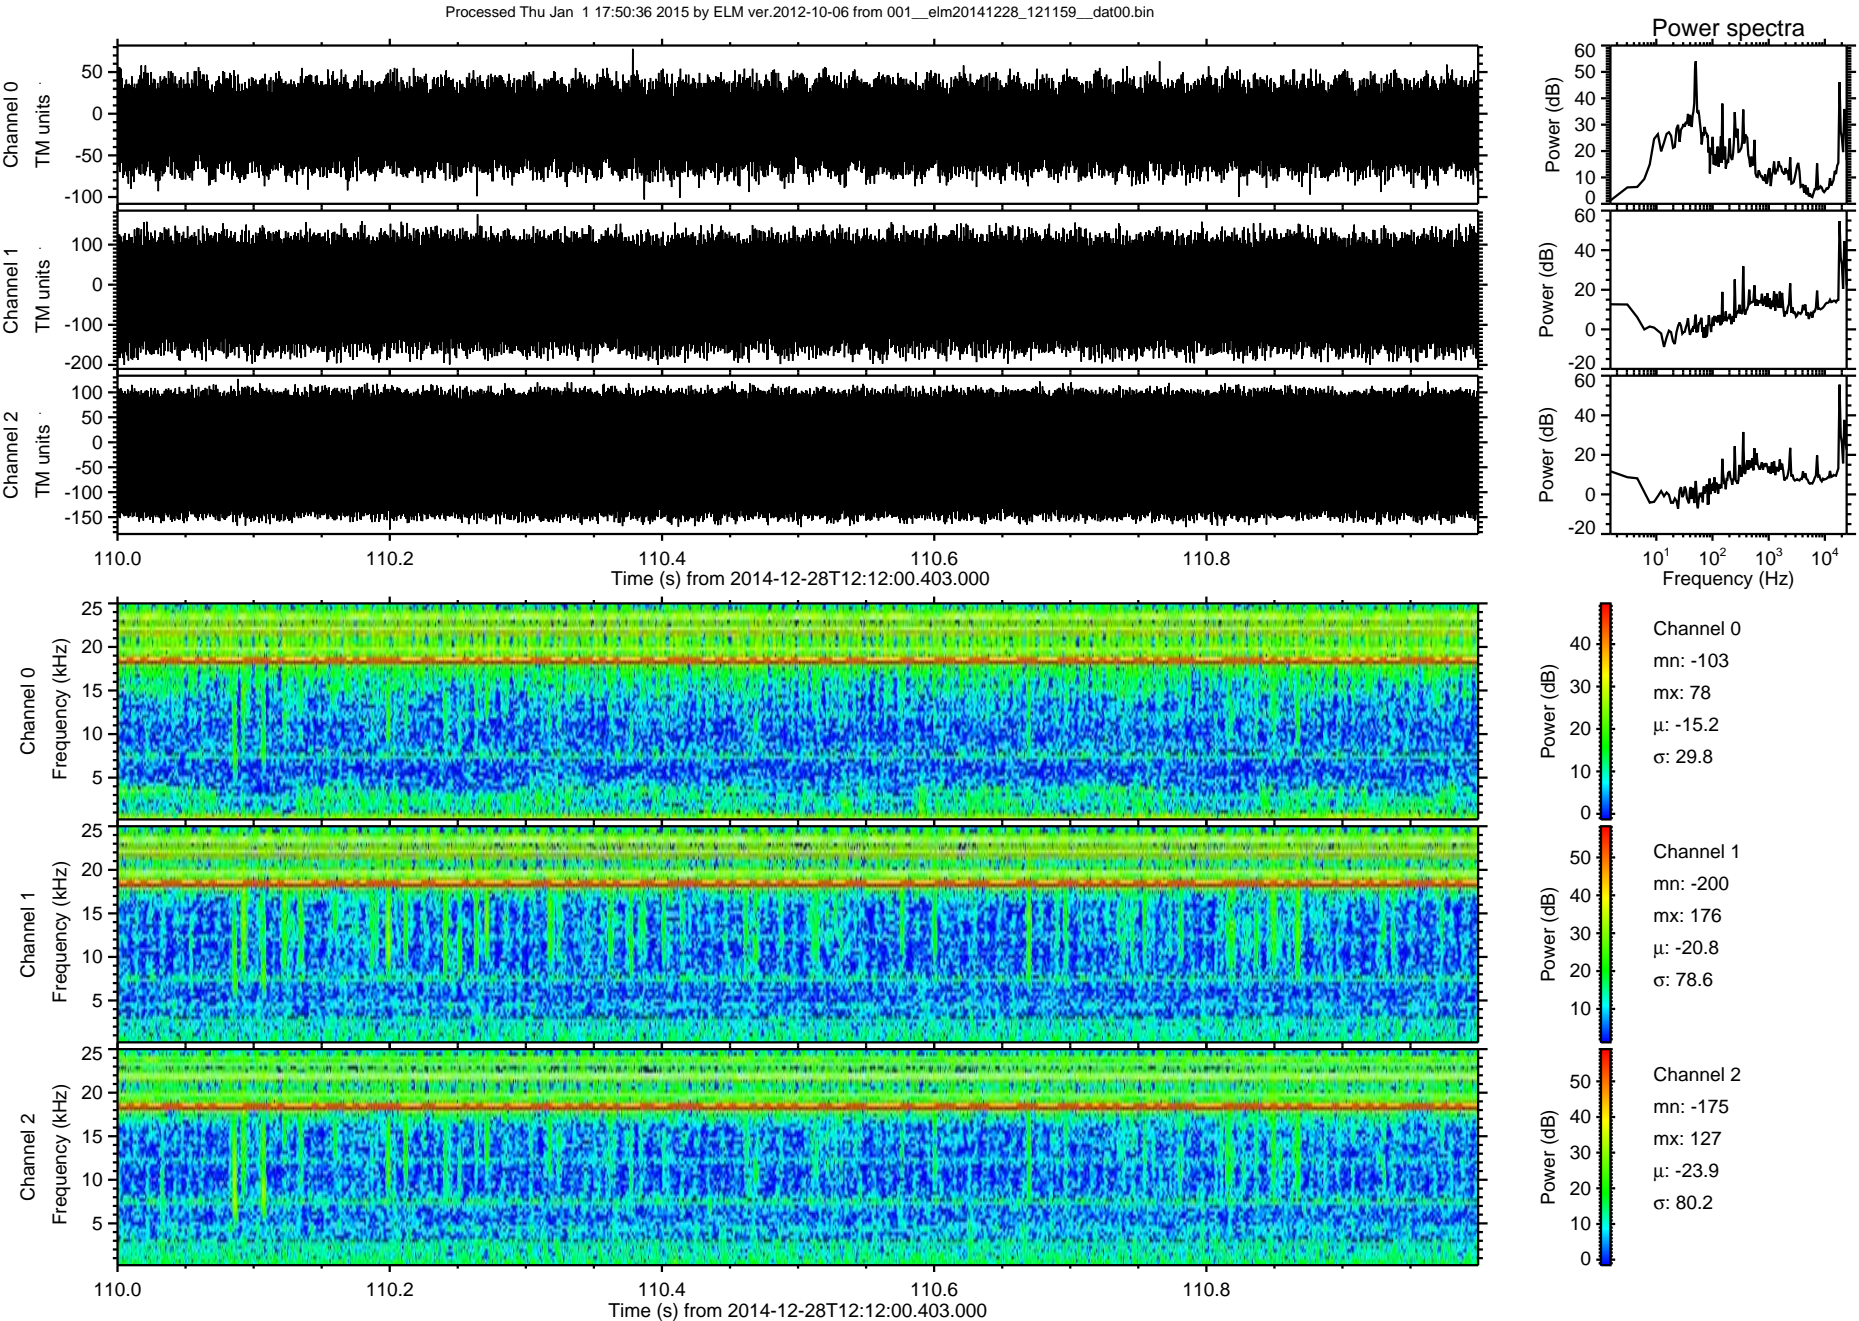 Processed Thu Jan  1 17:50:36 2015 by ELM ver.2012-10-06 from 001__elm20141228_121159__dat00.bin
Power spectra
Channel 0
TM units
50
0
-50
-100
Power (dB)
60
50
40
30
20
10
0
Channel 1
TM units
100
0
-100
-200
Power (dB)
60
40
20
0
-20
Channel 2
TM units
100
50
0
-50
-100
-150
Power (dB)
60
40
20
0
-20
110.0 110.2 110.4 110.6 110.8
Time (s) from 2014-12-28T12:12:00.403.000
10¹ 10² 10³ 10⁴
Frequency (Hz)
Channel 0
Frequency (kHz)
25
20
15
10
5
Power (dB)
40
30
20
10
0
Channel 0
mn: -103
mx: 78
μ: -15.2
σ: 29.8
Channel 1
Frequency (kHz)
25
20
15
10
5
Power (dB)
50
40
30
20
10
Channel 1
mn: -200
mx: 176
μ: -20.8
σ: 78.6
Channel 2
Frequency (kHz)
25
20
15
10
5
Power (dB)
50
40
30
20
10
0
Channel 2
mn: -175
mx: 127
μ: -23.9
σ: 80.2
110.0 110.2 110.4 110.6 110.8
Time (s) from 2014-12-28T12:12:00.403.000